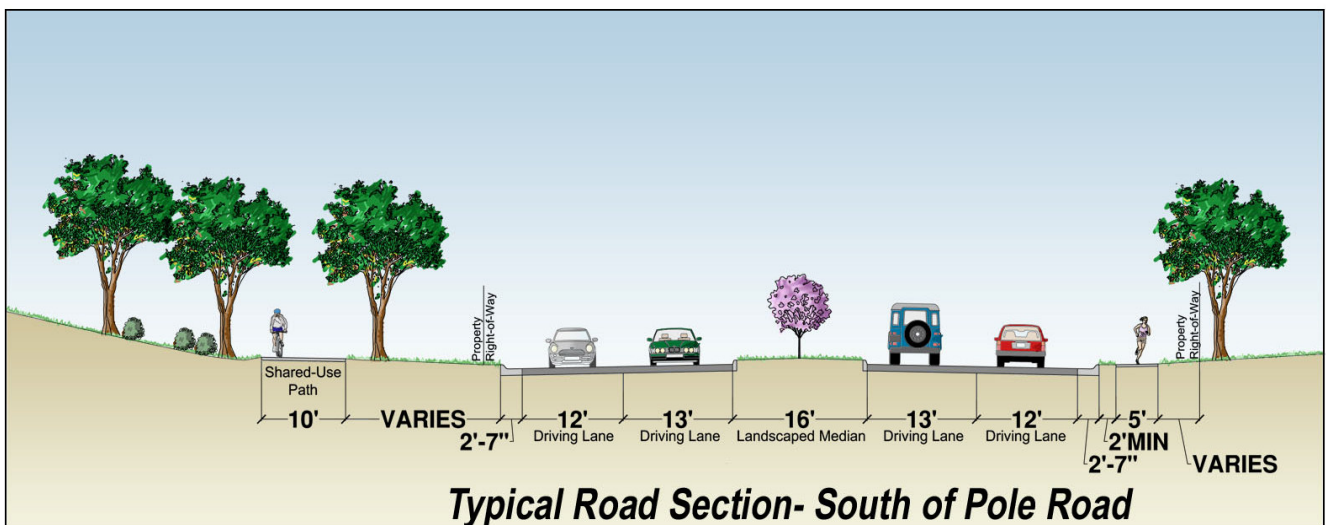 Property
Right-of-Way
Property
Right-of-Way
Shared-Use
Path
10'
VARIES
2'-7"
12'
Driving Lane
13'
Driving Lane
16'
Landscaped Median
13'
Driving Lane
12'
Driving Lane
2'-7"
5'
2'MIN
VARIES
Typical Road Section- South of Pole Road